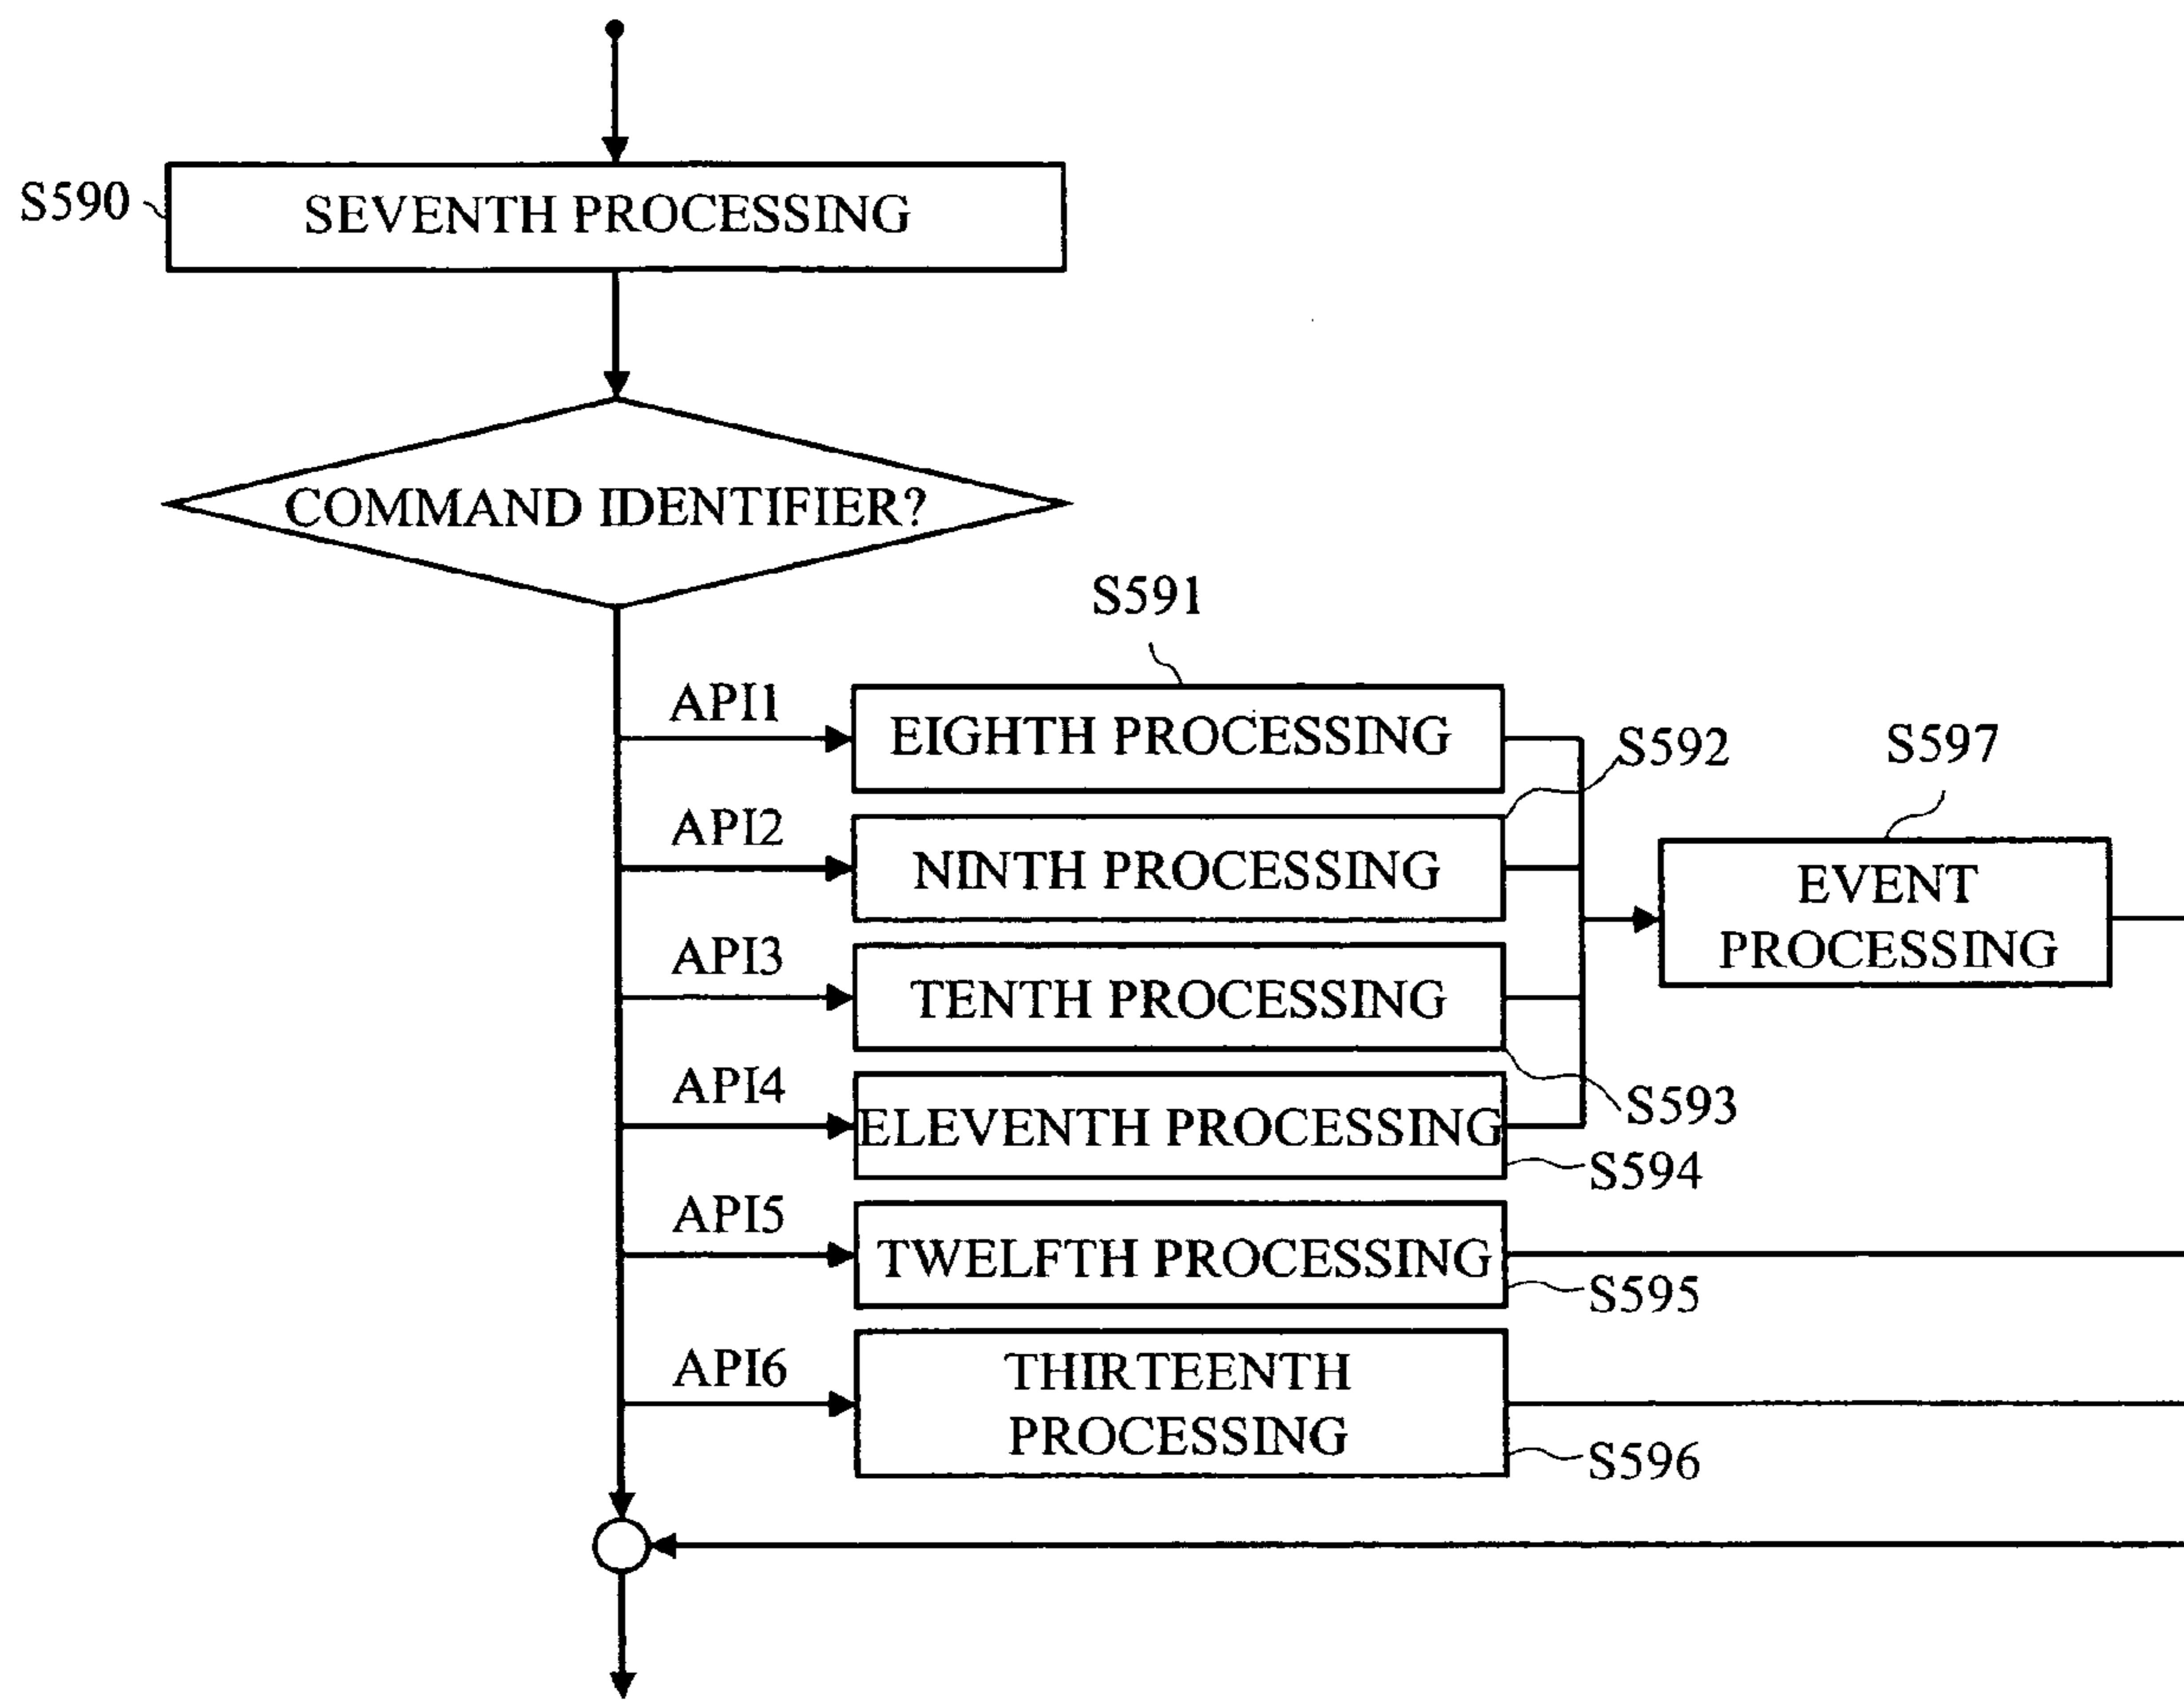 S590
SEVENTH PROCESSING
COMMAND IDENTIFIER?
S591
API1
EIGHTH PROCESSING
S592
S597
API2
NINTH PROCESSING
EVENT
PROCESSING
API3
TENTH PROCESSING
S593
API4
ELEVENTH PROCESSING
S594
API5
TWELFTH PROCESSING
S595
API6
THIRTEENTH
PROCESSING
S596